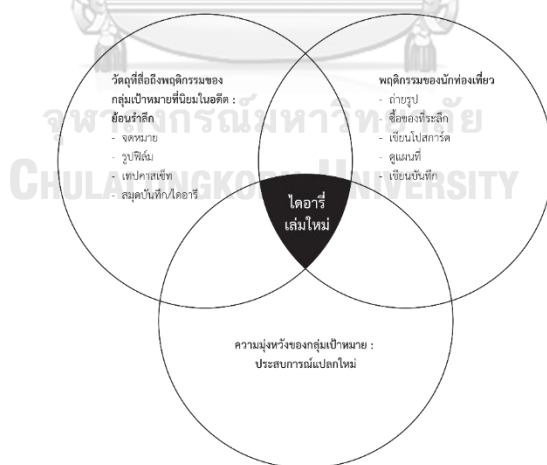 วัตถุที่สื่อถึงพฤติกรรมของ
กลุ่มเป้าหมายที่นิยมในอดีต :
ย้อนรำลึก
- จดหมาย
- รูปฟิล์ม
- เทปคาสเซ็ท
- สมุดบันทึก/ไดอารี่
พฤติกรรมของนักท่องเที่ยว
- ถ่ายรูป
- ซื้อของที่ระลึก
- เขียนโปสการ์ด
- ดูแผนที่
- เขียนบันทึก
จุฬาลงกรณ์มหาวิทยาลัย
CHULALONGKORN UNIVERSITY
ไดอารี่
เล่มใหม่
ความมุ่งหวังของกลุ่มเป้าหมาย :
ประสบการณ์แปลกใหม่